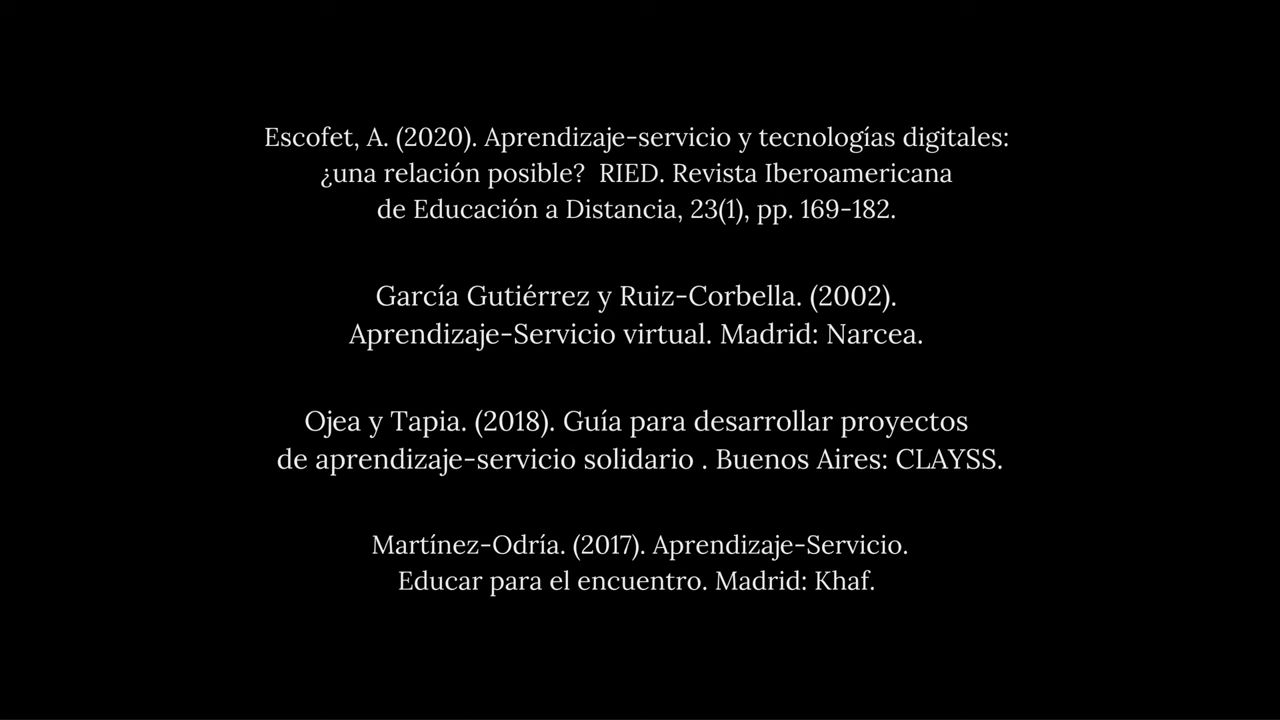 Escofet, A. (2020). Aprendizaje-servicio y tecnologías digitales:
¿una relación posible?  RIED. Revista Iberoamericana
de Educación a Distancia, 23(1), pp. 169-182.
García Gutiérrez y Ruiz-Corbella. (2002).
Aprendizaje-Servicio virtual. Madrid: Narcea.
Ojea y Tapia. (2018). Guía para desarrollar proyectos
de aprendizaje-servicio solidario . Buenos Aires: CLAYSS.
Martínez-Odría. (2017). Aprendizaje-Servicio.
Educar para el encuentro. Madrid: Khaf.